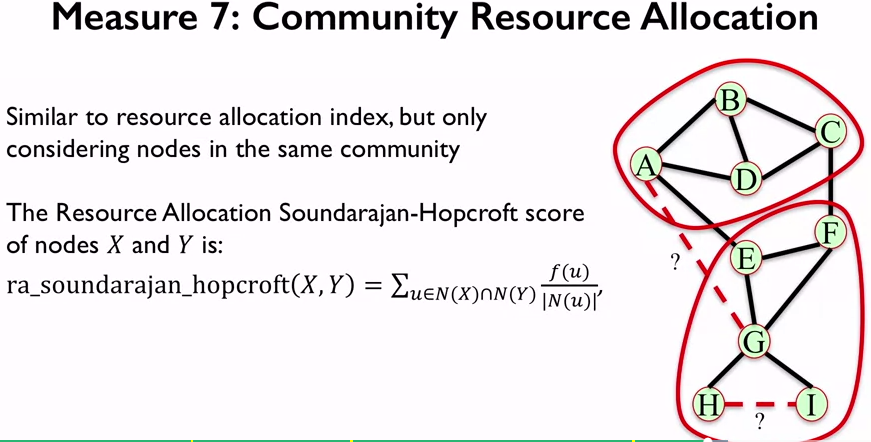 Measure 7: Community Resource Allocation
Similar to resource allocation index, but only
considering nodes in the same community
The Resource Allocation Soundarajan-Hopcroft score
of nodes X and Y is:
ra_soundarajan_hopcroft(X, Y) = ∑u∈N(X)∩N(Y) f(u)/|N(u)|,
B
C
A
D
F
E
?
G
H
I
?